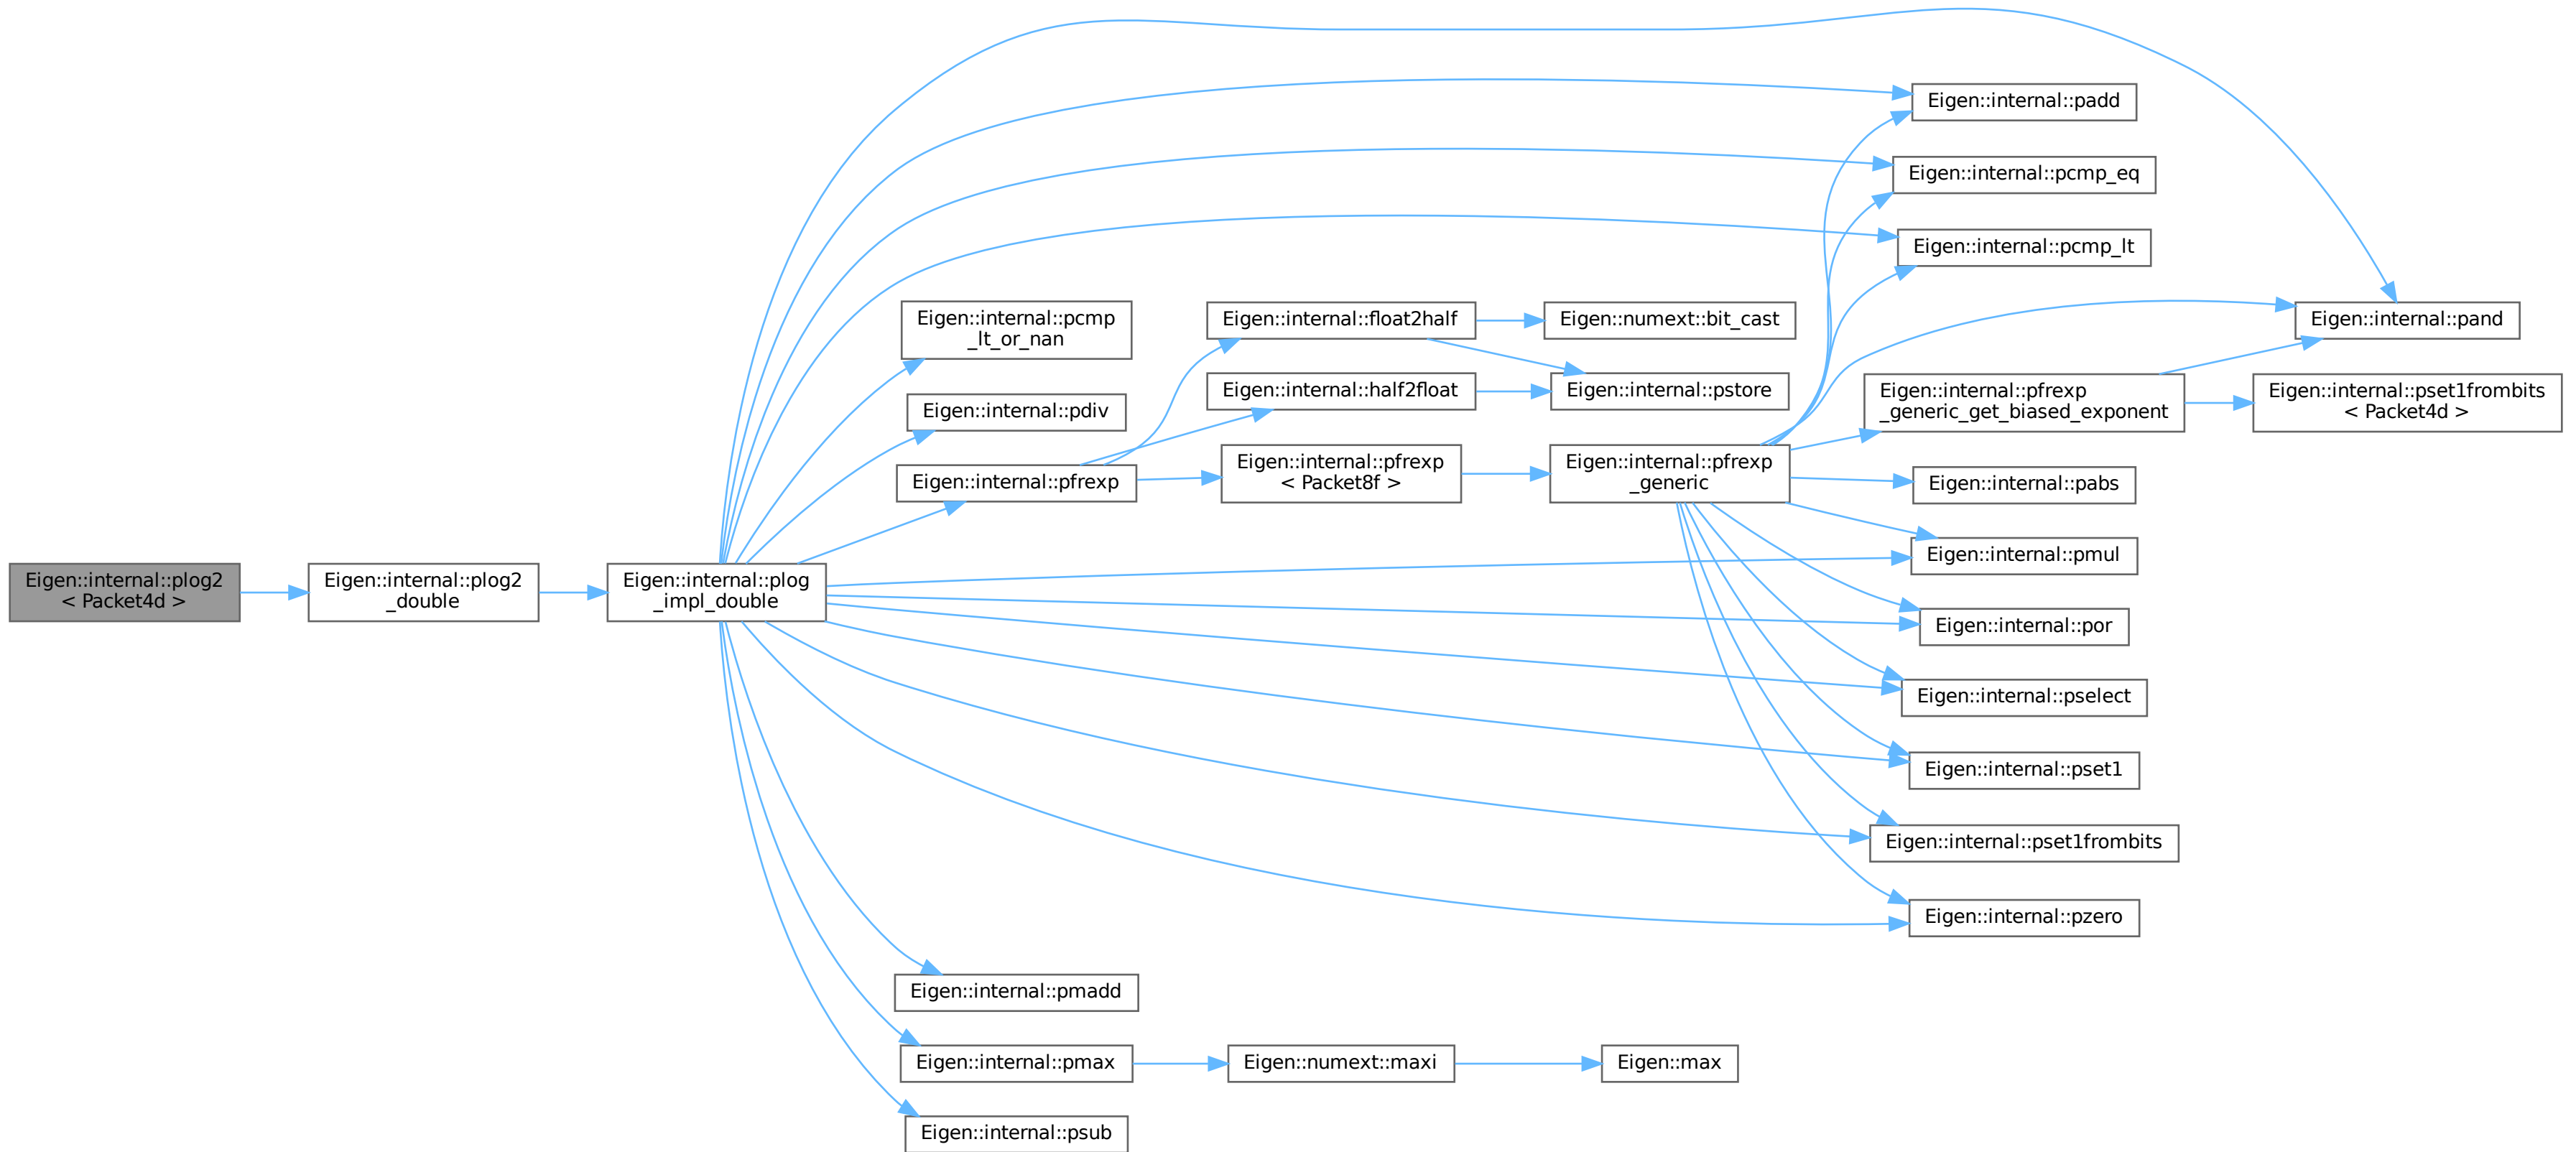 Eigen::internal::plog2
< Packet4d >
Eigen::internal::plog2
_double
Eigen::internal::plog
_impl_double
Eigen::internal::pcmp
_lt_or_nan
Eigen::internal::pdiv
Eigen::internal::pfrexp
Eigen::internal::pmadd
Eigen::internal::pmax
Eigen::internal::psub
Eigen::internal::float2half
Eigen::internal::half2float
Eigen::internal::pfrexp
< Packet8f >
Eigen::numext::maxi
Eigen::numext::bit_cast
Eigen::internal::pstore
Eigen::internal::pfrexp
_generic
Eigen::max
Eigen::internal::padd
Eigen::internal::pcmp_eq
Eigen::internal::pcmp_lt
Eigen::internal::pfrexp
_generic_get_biased_exponent
Eigen::internal::pabs
Eigen::internal::pmul
Eigen::internal::por
Eigen::internal::pselect
Eigen::internal::pset1
Eigen::internal::pset1frombits
Eigen::internal::pzero
Eigen::internal::pand
Eigen::internal::pset1frombits
< Packet4d >